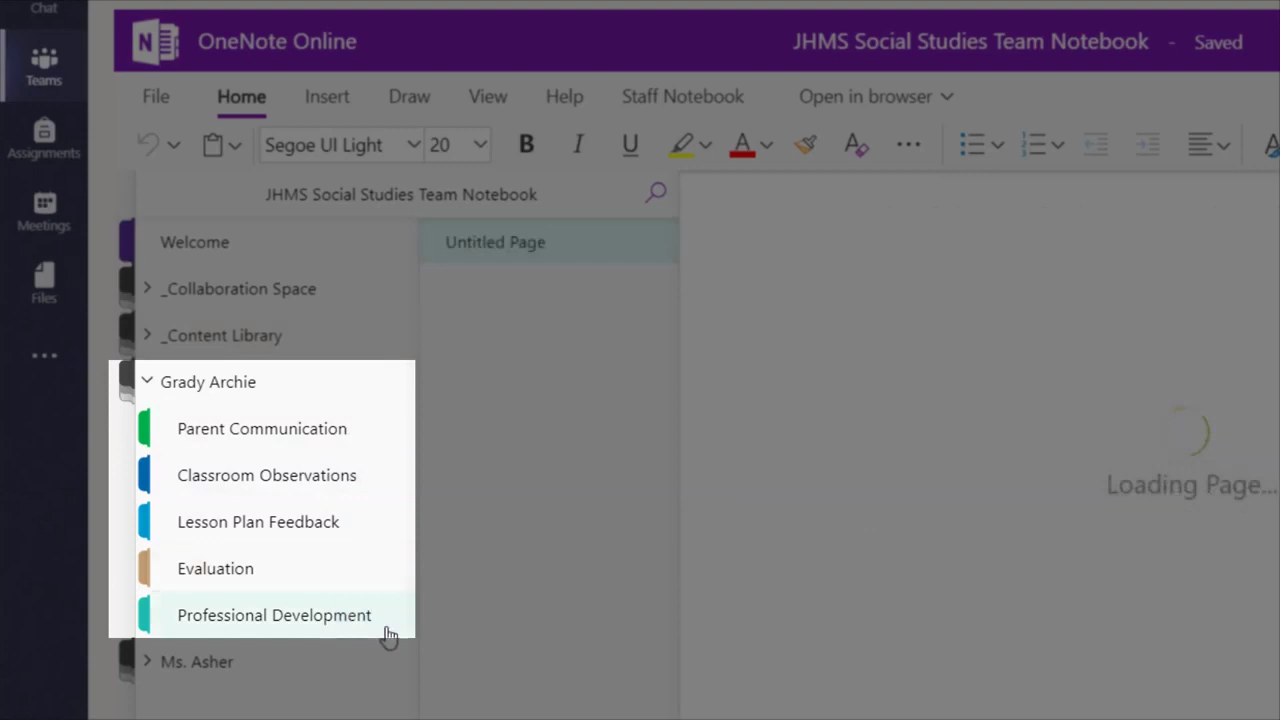 Chat
OneNote Online
JHMS Social Studies Team Notebook - Saved
Teams
File Home Insert Draw View Help Staff Notebook Open in browser
Segoe UI Light 20 B I U A A
Assignments
JHMS Social Studies Team Notebook
Meetings
Welcome
Untitled Page
_Collaboration Space
Files
_Content Library
Grady Archie
Parent Communication
Classroom Observations
Lesson Plan Feedback
Evaluation
Professional Development
Ms. Asher
Loading Page...